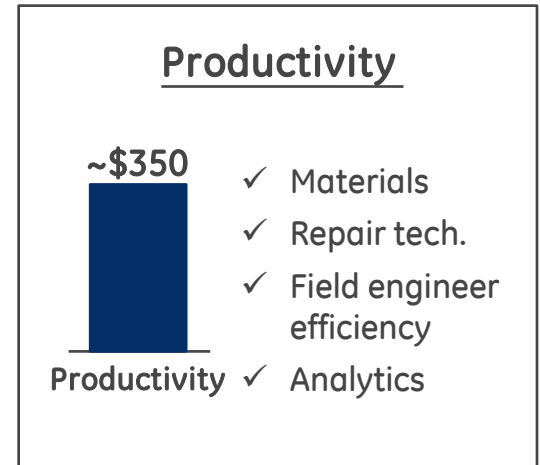 Productivity
~$350
Productivity
✓ Materials
✓ Repair tech.
✓ Field engineer
efficiency
✓ Analytics